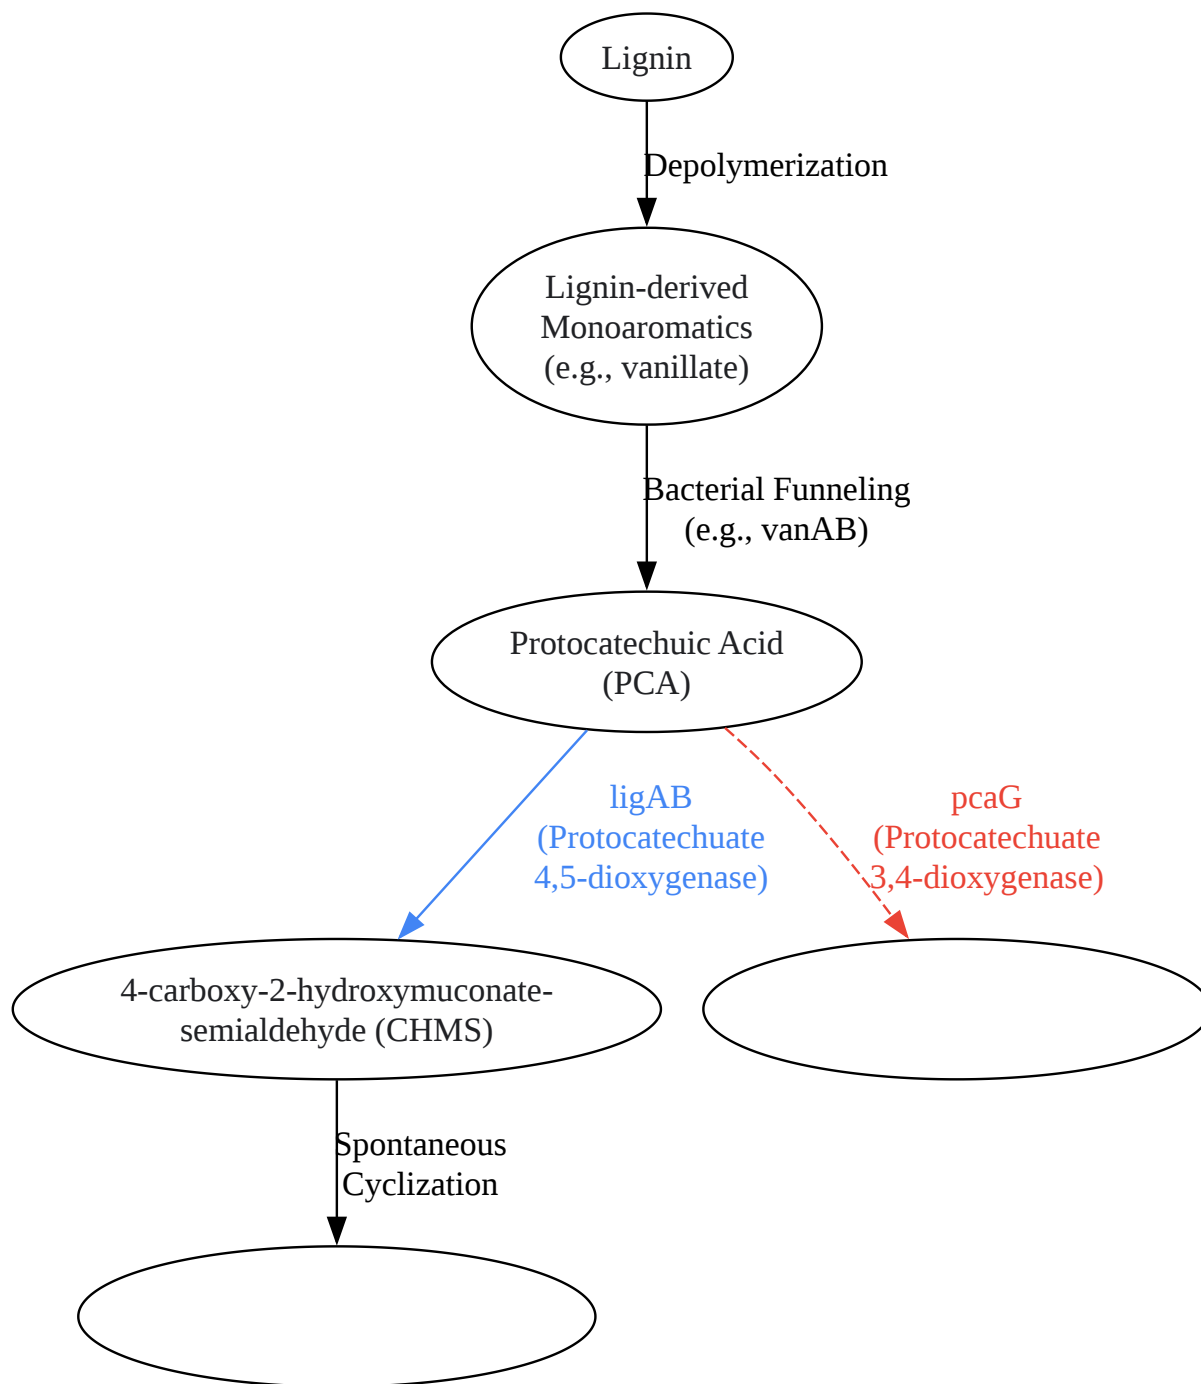 Lignin
Depolymerization
Lignin-derived
Monoaromatics
(e.g., vanillate)
Bacterial Funneling
(e.g., vanAB)
Protocatechuic Acid
(PCA)
ligAB
(Protocatechuate
4,5-dioxygenase)
pcaG
(Protocatechuate
3,4-dioxygenase)
4-carboxy-2-hydroxymuconate-
semialdehyde (CHMS)
Spontaneous
Cyclization